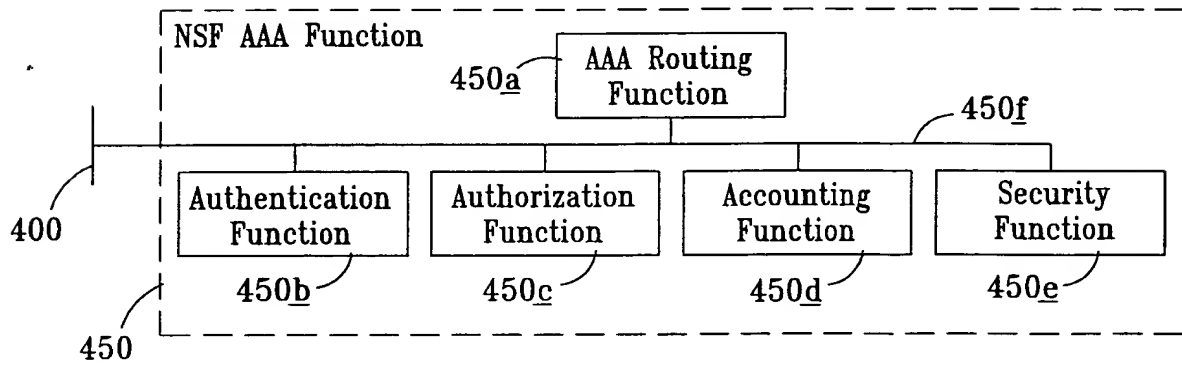 NSF AAA Function
AAA Routing
Function
450a
450f
400
Authentication
Function
Authorization
Function
Accounting
Function
Security
Function
450b
450c
450d
450e
450